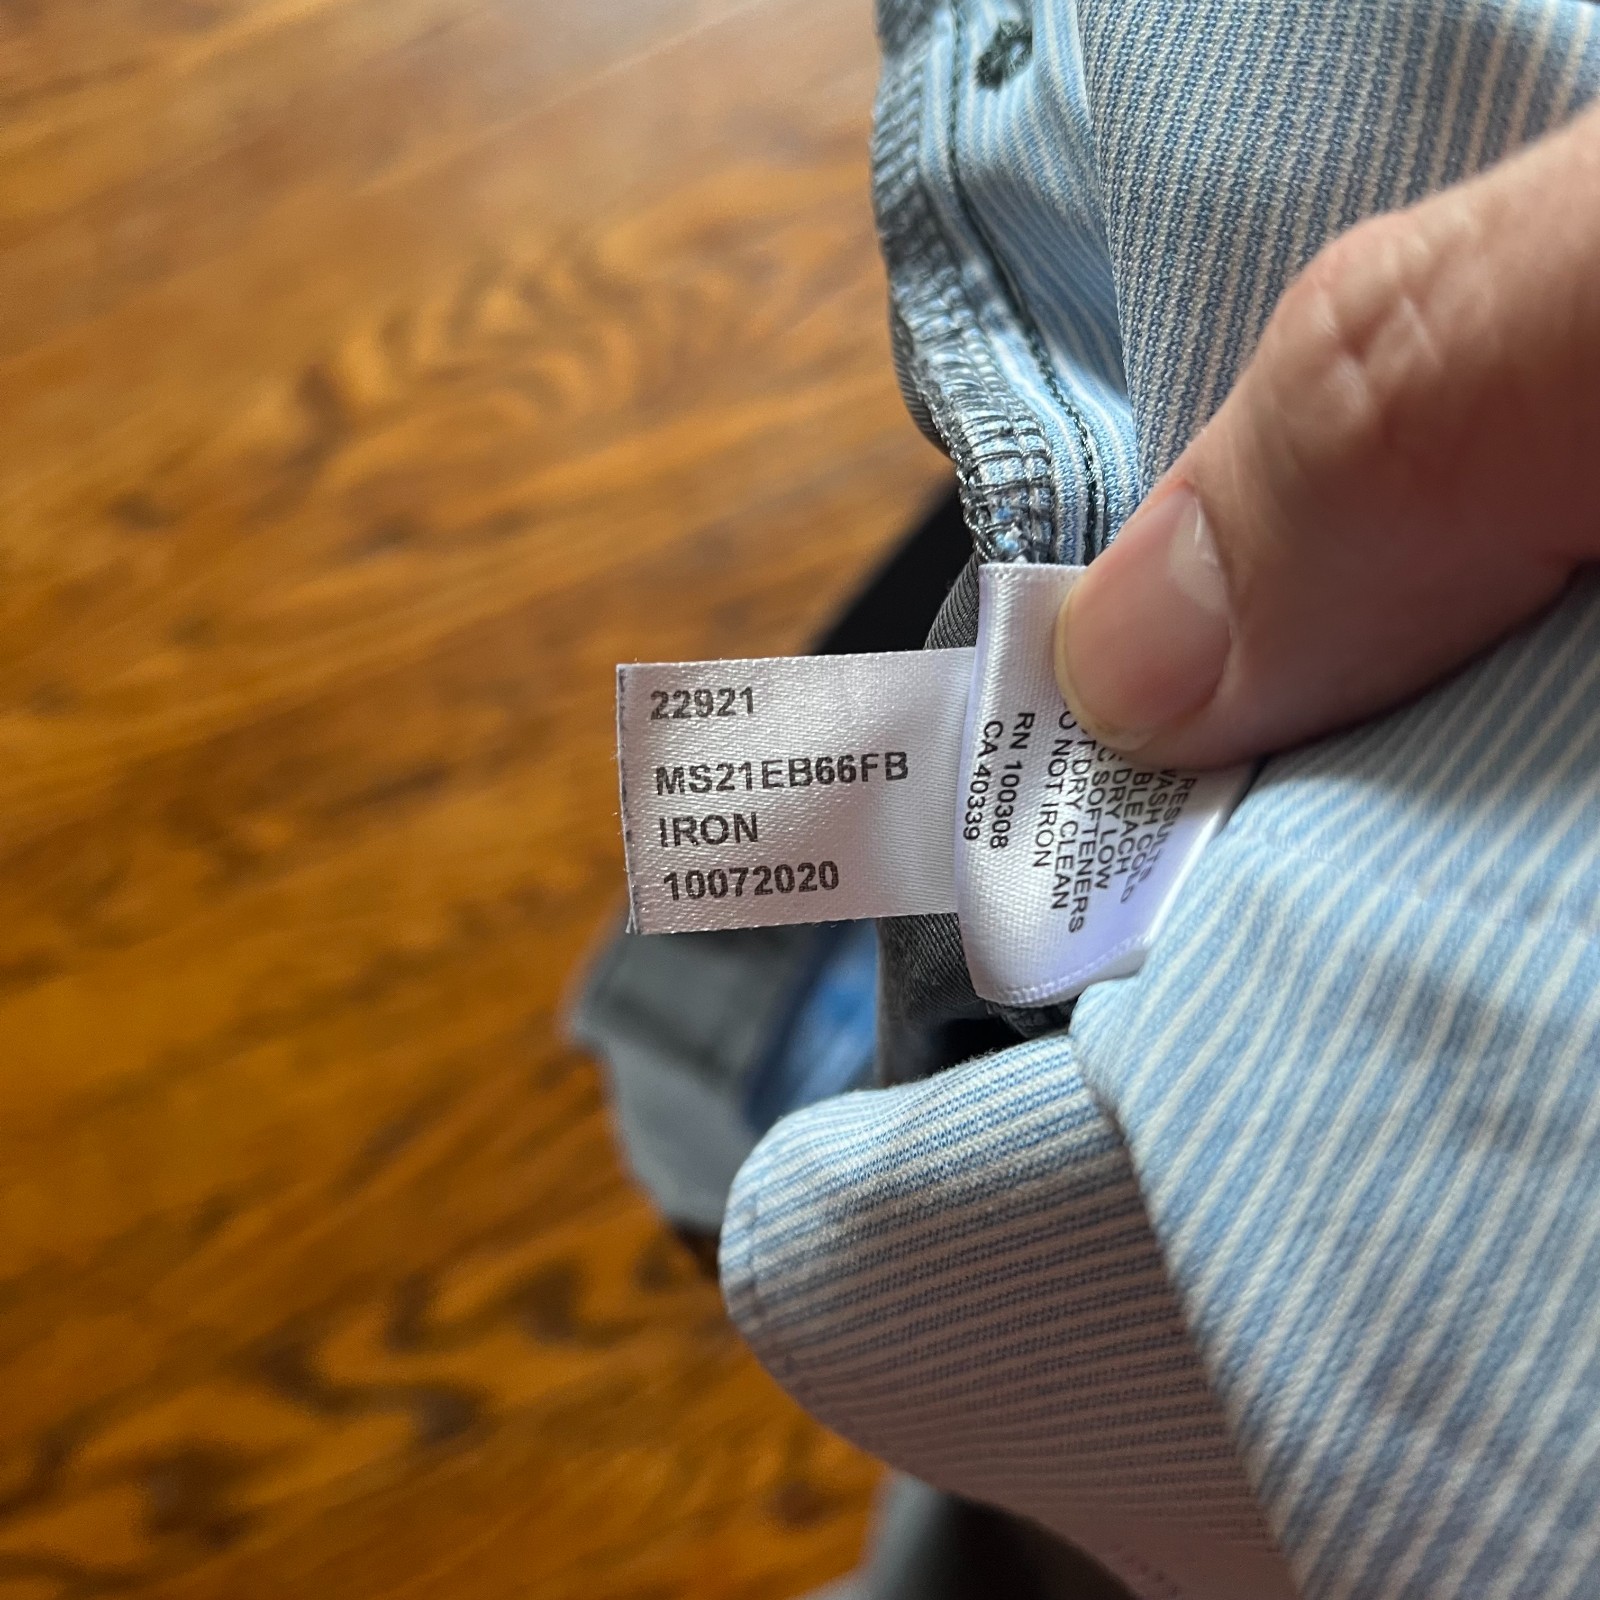 22921
MS21EB66FB
IRON
10072020
RESULTS
WASH COLD
BLEACH
DRY LOW
SOFTENERS
DRY CLEAN
NOT IRON
RN 100308
CA 40339